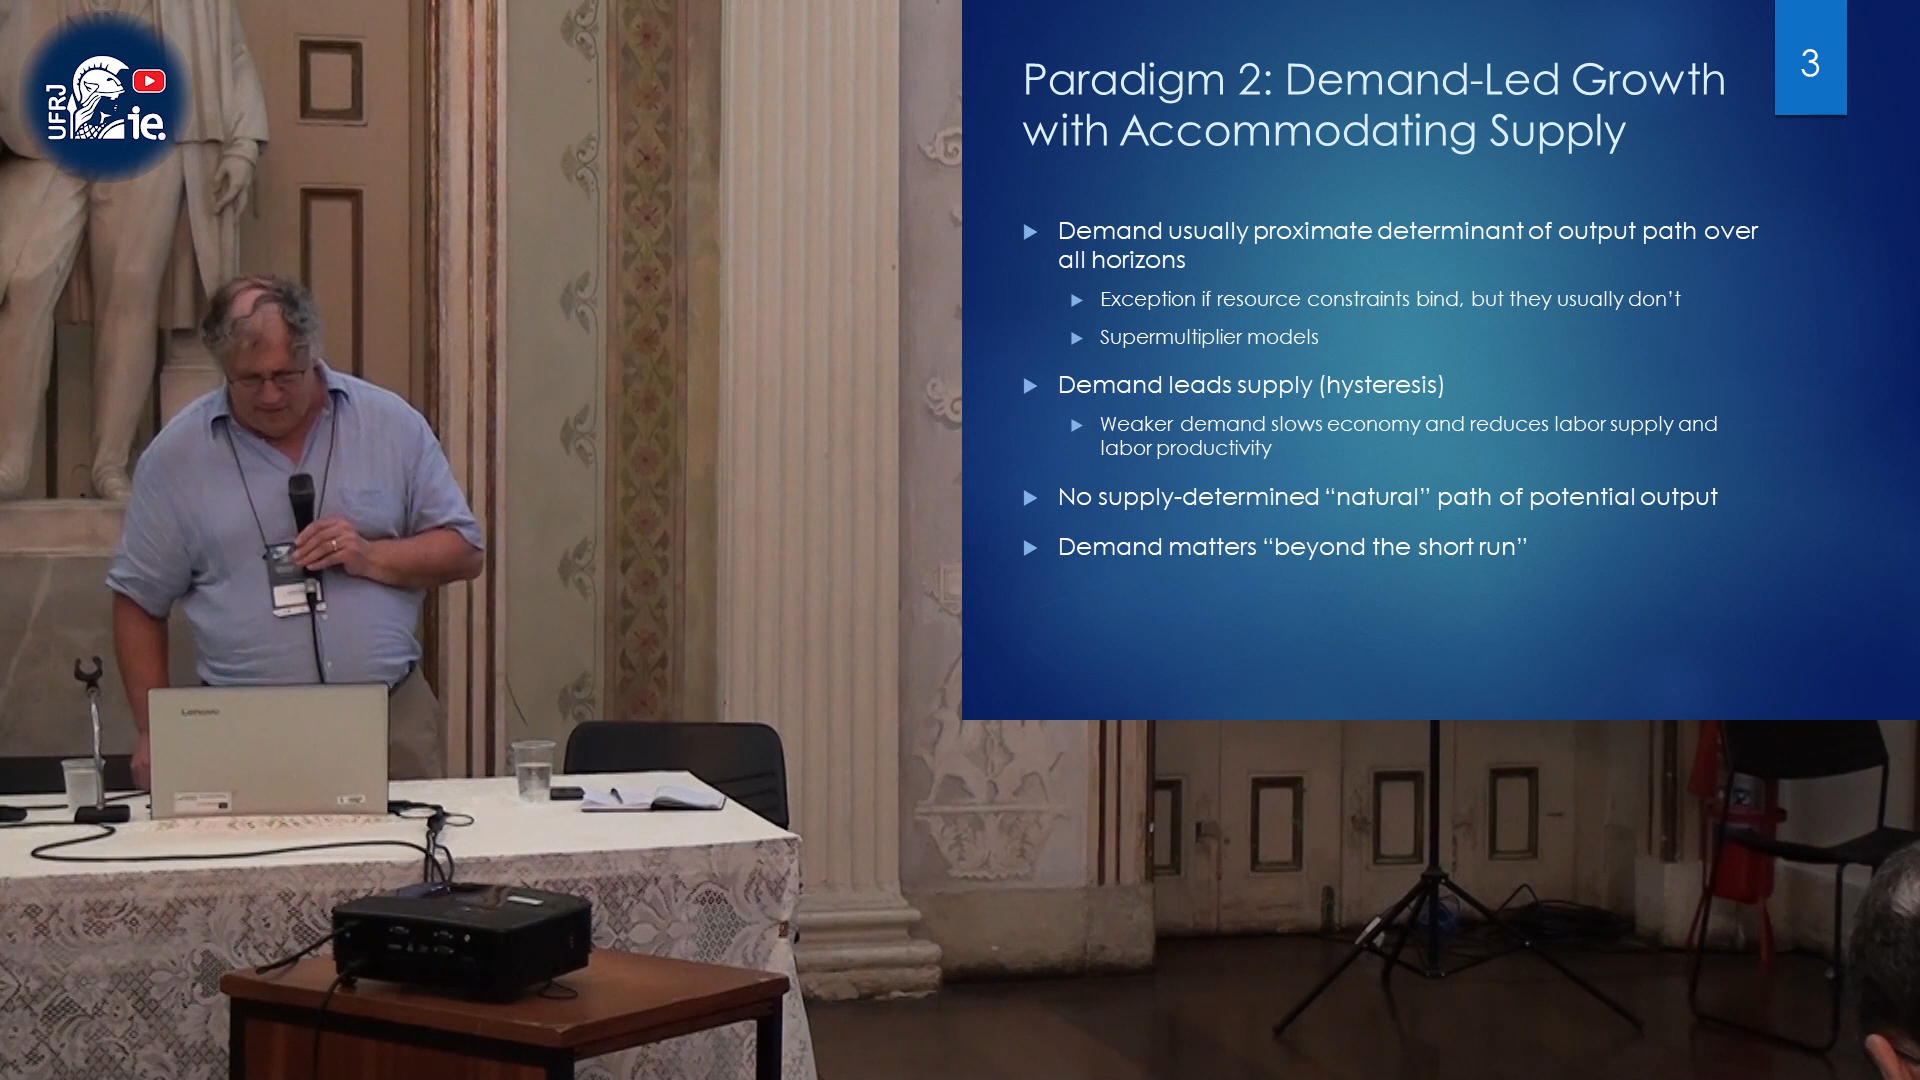 UFRJ
ie.
3
Paradigm 2: Demand-Led Growth
with Accommodating Supply
Demand usually proximate determinant of output path over
all horizons
Exception if resource constraints bind, but they usually don’t
Supermultiplier models
Demand leads supply (hysteresis)
Weaker demand slows economy and reduces labor supply and
labor productivity
No supply-determined “natural” path of potential output
Demand matters “beyond the short run”
Lenovo